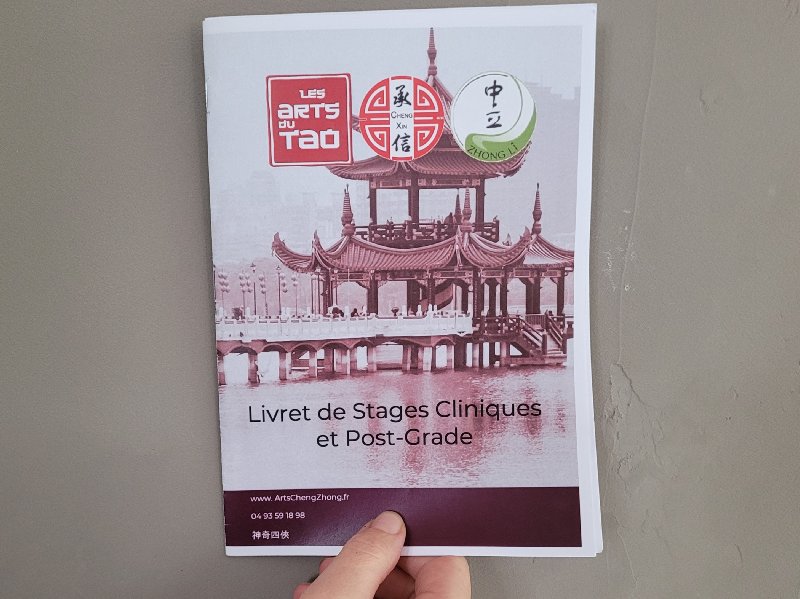 LES
ARTS
DU
TAO
承
CHENG
XIN
信
中
立
ZHONG LI
Livret de Stages Cliniques
et Post-Grade
www. ArtsChengZhong.fr
04 93 59 18 98
神奇四侠